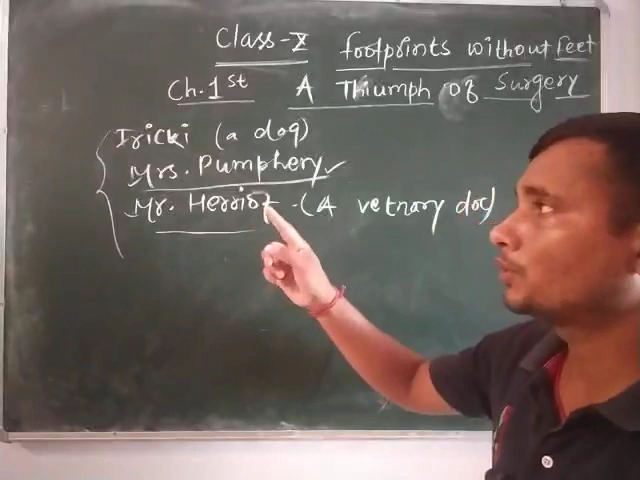 Class-X footprints without Feet
Ch. 1st A Thiumph of Surgery
Tricki (a dog)
Mrs. Pumphery
Mr. Herriot (A vetnary doc)